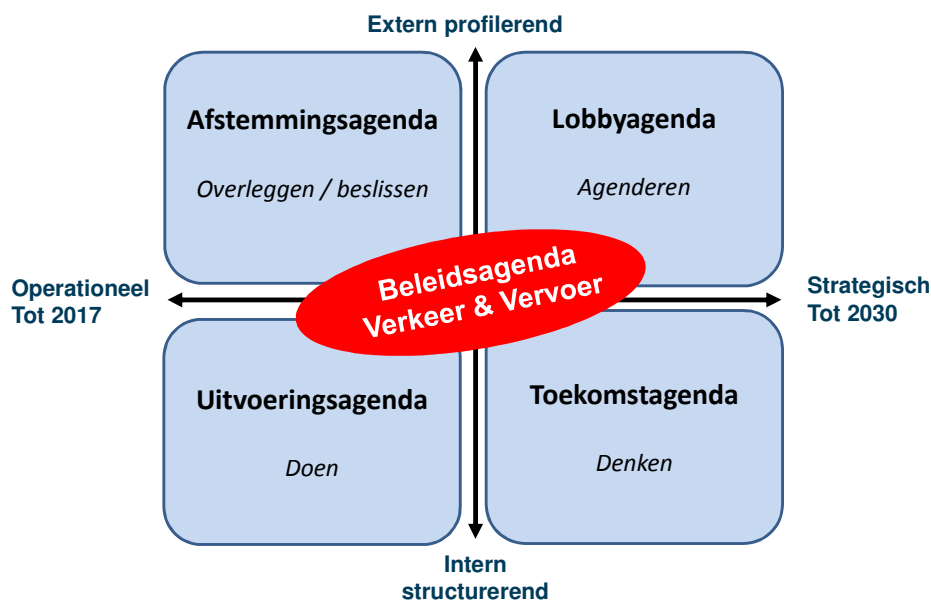 Extern profilerend
Afstemmingsagenda
Overleggen / beslissen
Lobbyagenda
Agenderen
Operationeel
Tot 2017
Beleidsagenda
Verkeer & Vervoer
Strategisch
Tot 2030
Uitvoeringsagenda
Doen
Toekomstagenda
Denken
Intern
structurerend